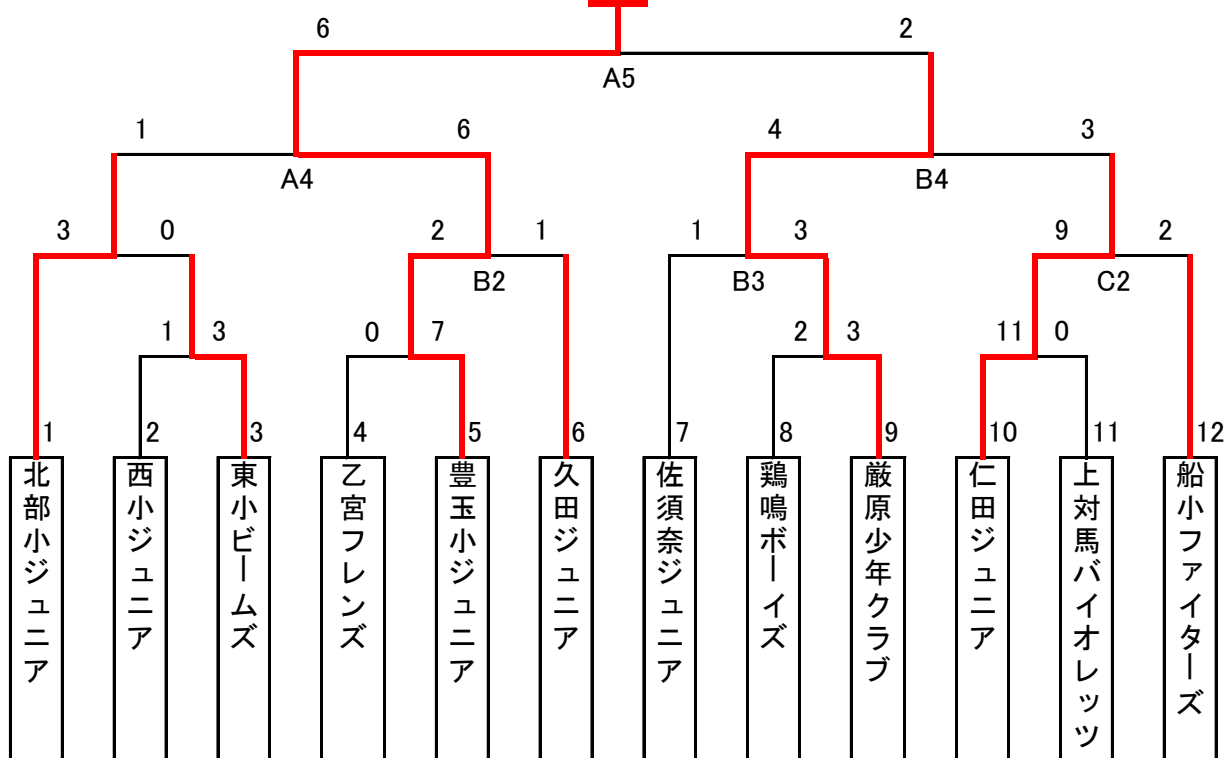 6 2
A5
1 6 4 3
A4 B4
3 0 2 1 1 3 9 2
B2 B3 C2
1 3 0 7 2 3 11 0
1 2 3 4 5 6 7 8 9 10 11 12
北部小ジュニア
西小ジュニア
東小ビームズ
乙宮フレンズ
豊玉小ジュニア
久田ジュニア
佐須奈ジュニア
鶏鳴ボーイズ
厳原少年クラブ
仁田ジュニア
上対馬バイオレッツ
船小ファイターズ